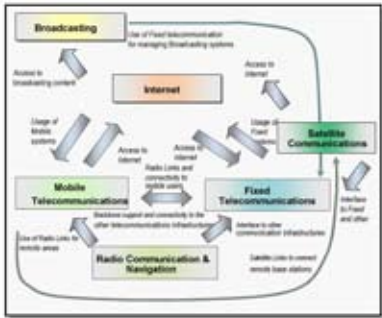 Broadcasting
Use of Fixed telecommunication
for managing Broadcasting systems
Access to
broadcasting content
Internet
Access to
internet
Usage of
Mobile
systems
Access to
Internet
Access to
internet
Usage of
Fixed
Satellite
Communications
Radio Links and
connectivity to
mobile users
Mobile
Telecommunications
Fixed
Telecommunications
Interface
to Fixed
and other
Backbone support and connectivity to the
other telecommunications infrastructures
Use of Radio Links for
remote areas
Interface to other
communication infrastructures
Radio Communication &
Navigation
Satellite Links to connect
remote base stations